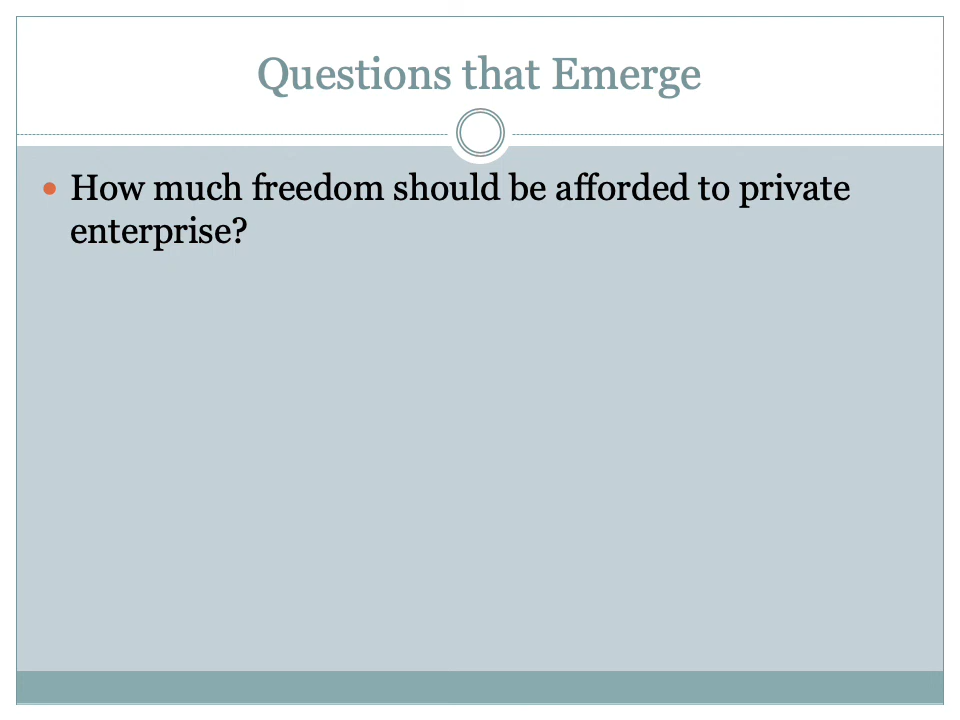 Questions that Emerge
• How much freedom should be afforded to private
enterprise?